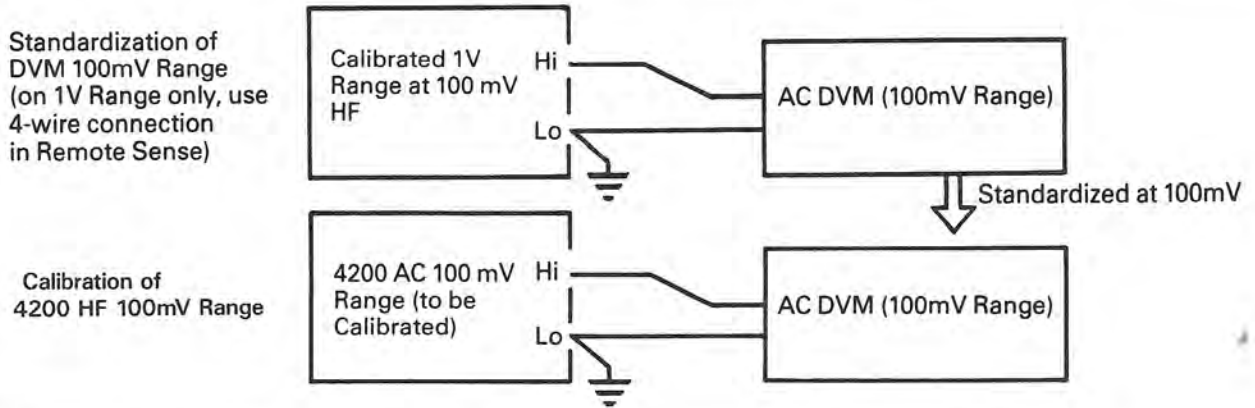 Standardization of
DVM 100mV Range
(on 1V Range only, use
4-wire connection
in Remote Sense)
Calibrated 1V
Range at 100 mV
HF
Hi
Lo
AC DVM (100mV Range)
Standardized at 100mV
Calibration of
4200 HF 100mV Range
4200 AC 100 mV
Range (to be
Calibrated)
Hi
Lo
AC DVM (100mV Range)